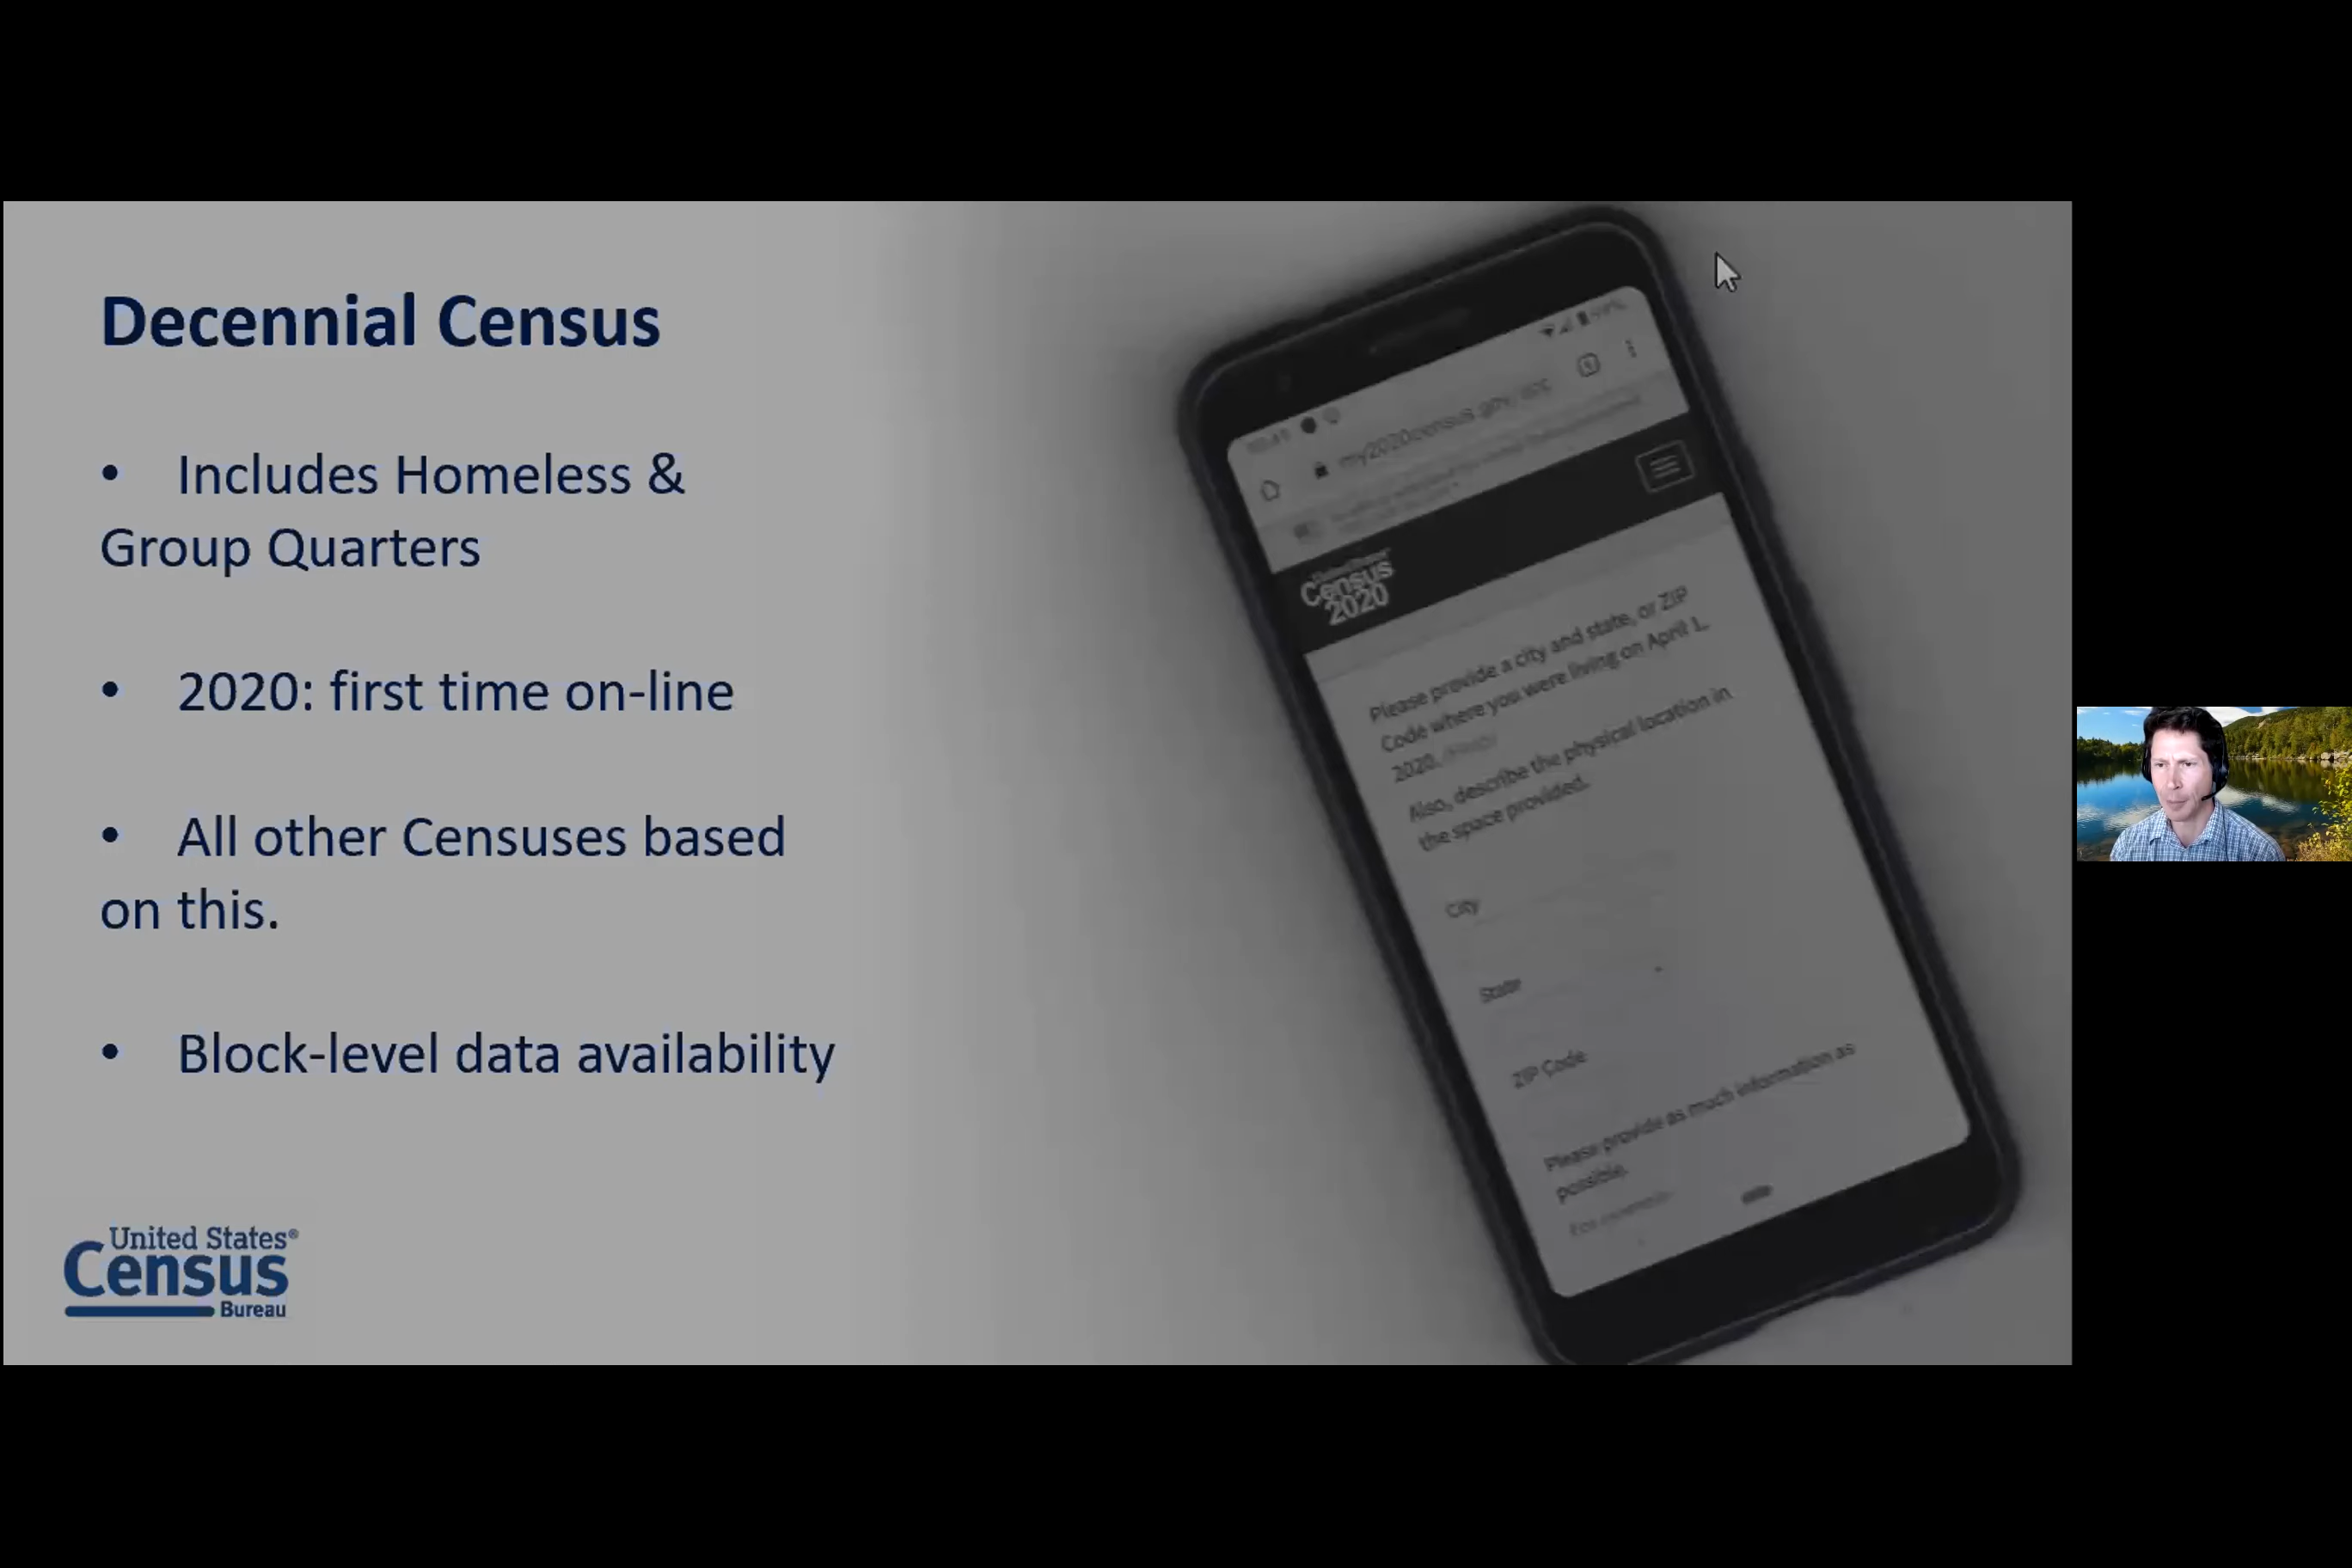 Decennial Census
• Includes Homeless &
Group Quarters
• 2020: first time on-line
• All other Censuses based
on this.
• Block-level data availability
United States®
Census
Bureau
my2020census.gov
Census
2020
Please provide a city and state, or ZIP
Code where you were living on April 1,
2020.
Also, describe the physical location in
the space provided.
City
State
ZIP Code
Please provide as much information as
possible.